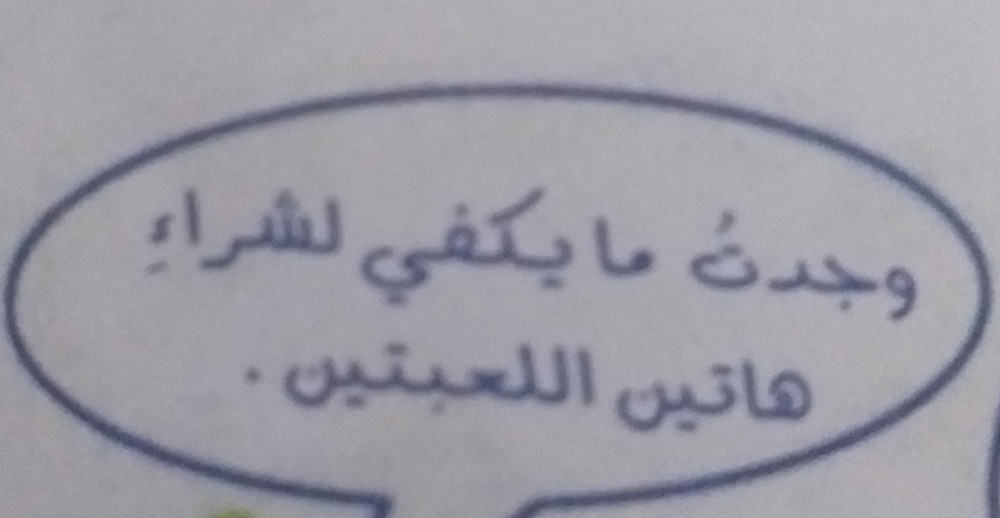 وجدتُ ما يكفي لشراءِ
هاتين اللعبتين .